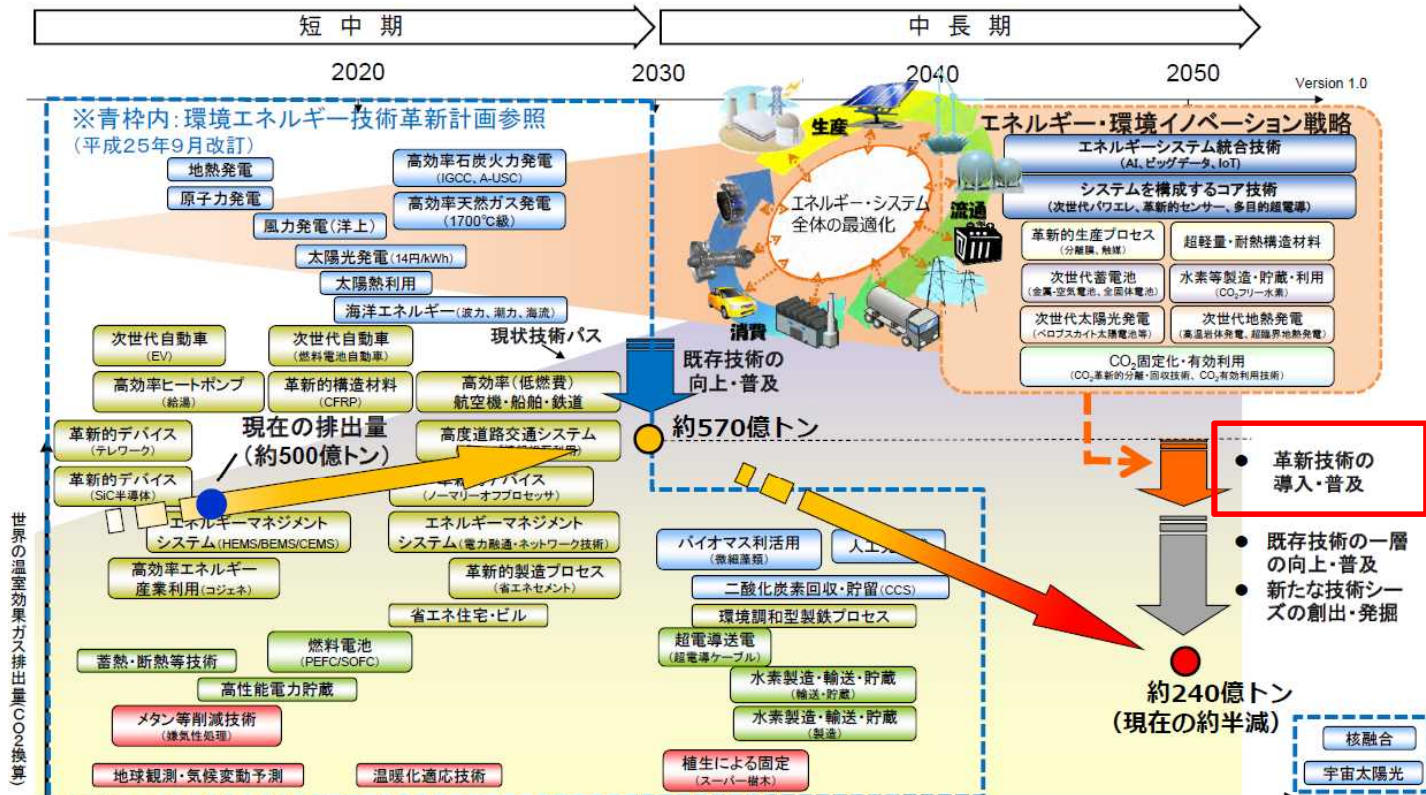 短中期
中長期
2020
2030
2040
2050
Version 1.0
※青枠内：環境エネルギー技術革新計画参照
(平成25年9月改訂)
地熱発電
原子力発電
風力発電(洋上)
太陽光発電(14円/kWh)
太陽熱利用
海洋エネルギー(波力、潮力、海流)
高効率石炭火力発電
(IGCC、A-USC)
高効率天然ガス発電
(1700℃級)
生産
流通
消費
エネルギー・システム
全体の最適化
エネルギー・環境イノベーション戦略
エネルギーシステム統合技術
(AI、ビッグデータ、IoT)
システムを構成するコア技術
(次世代パワエレ、革新的センサー、多目的超電導)
革新的生産プロセス
(分離膜、触媒)
超軽量・耐熱構造材料
次世代蓄電池
(金属-空気電池、全固体電池)
水素等製造・貯蔵・利用
(CO₂フリー水素)
次世代太陽光発電
(ペロブスカイト太陽電池等)
次世代地熱発電
(高温岩体発電、超臨界地熱発電)
CO₂固定化・有効利用
(CO₂革新的分離・回収技術、CO₂有効利用技術)
現状技術パス
既存技術の
向上・普及
次世代自動車
(EV)
次世代自動車
(燃料電池自動車)
高効率ヒートポンプ
(給湯)
革新的構造材料
(CFRP)
高効率(低燃費)
航空機・船舶・鉄道
革新的デバイス
(テレワーク)
現在の排出量
(約500億トン)
高度道路交通システム
約570億トン
革新的デバイス
(SiC半導体)
デバイス
(ノーマリーオフプロセッサ)
エネルギーマネジメント
システム(HEMS/BEMS/CEMS)
エネルギーマネジメント
システム(電力融通・ネットワーク技術)
高効率エネルギー
産業利用(コジェネ)
革新的製造プロセス
(省エネセメント)
省エネ住宅・ビル
蓄熱・断熱等技術
燃料電池
(PEFC/SOFC)
高性能電力貯蔵
メタン等削減技術
(嫌気性処理)
地球観測・気候変動予測
温暖化適応技術
バイオマス利活用
(微細藻類)
人工光
二酸化炭素回収・貯留(CCS)
環境調和型製鉄プロセス
超電導送電
(超電導ケーブル)
水素製造・輸送・貯蔵
(輸送・貯蔵)
水素製造・輸送・貯蔵
(製造)
植生による固定
(スーパー樹木)
● 革新技術の
導入・普及
● 既存技術の一層
の向上・普及
● 新たな技術シー
ズの創出・発掘
約240億トン
(現在の約半減)
核融合
宇宙太陽光
世界の温室効果ガス排出量(CO2換算)